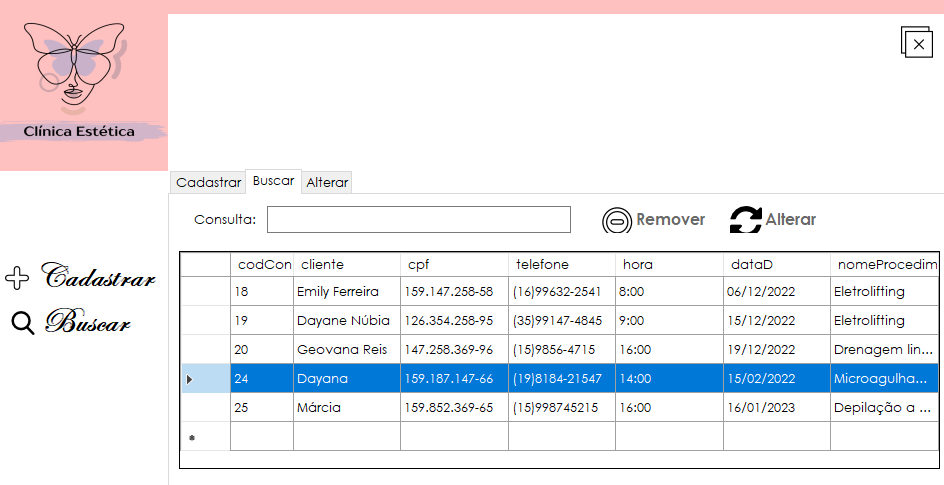 Clínica Estética
Cadastrar Buscar Alterar
Consulta: Remover Alterar
Cadastrar
Buscar
codCon cliente cpf telefone hora dataD nomeProcedim
18 Emily Ferreira 159.147.258-58 (16)99632-2541 8:00 06/12/2022 Eletrolifting
19 Dayane Núbia 126.354.258-95 (35)99147-4845 9:00 15/12/2022 Eletrolifting
20 Geovana Reis 147.258.369-96 (15)9856-4715 16:00 19/12/2022 Drenagem lin...
24 Dayana 159.187.147-66 (19)8184-21547 14:00 15/02/2022 Microagulha...
25 Márcia 159.852.369-65 (15)998745215 16:00 16/01/2023 Depilação a ...